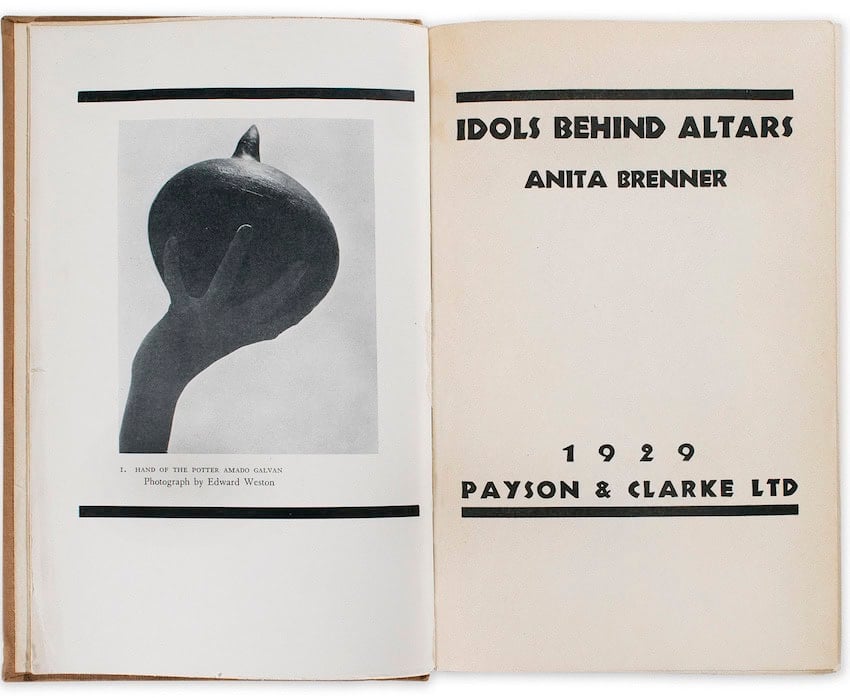 1. HAND OF THE POTTER AMADO GALVAN
Photograph by Edward Weston
IDOLS BEHIND ALTARS
ANITA BRENNER
1929
PAYSON & CLARKE LTD